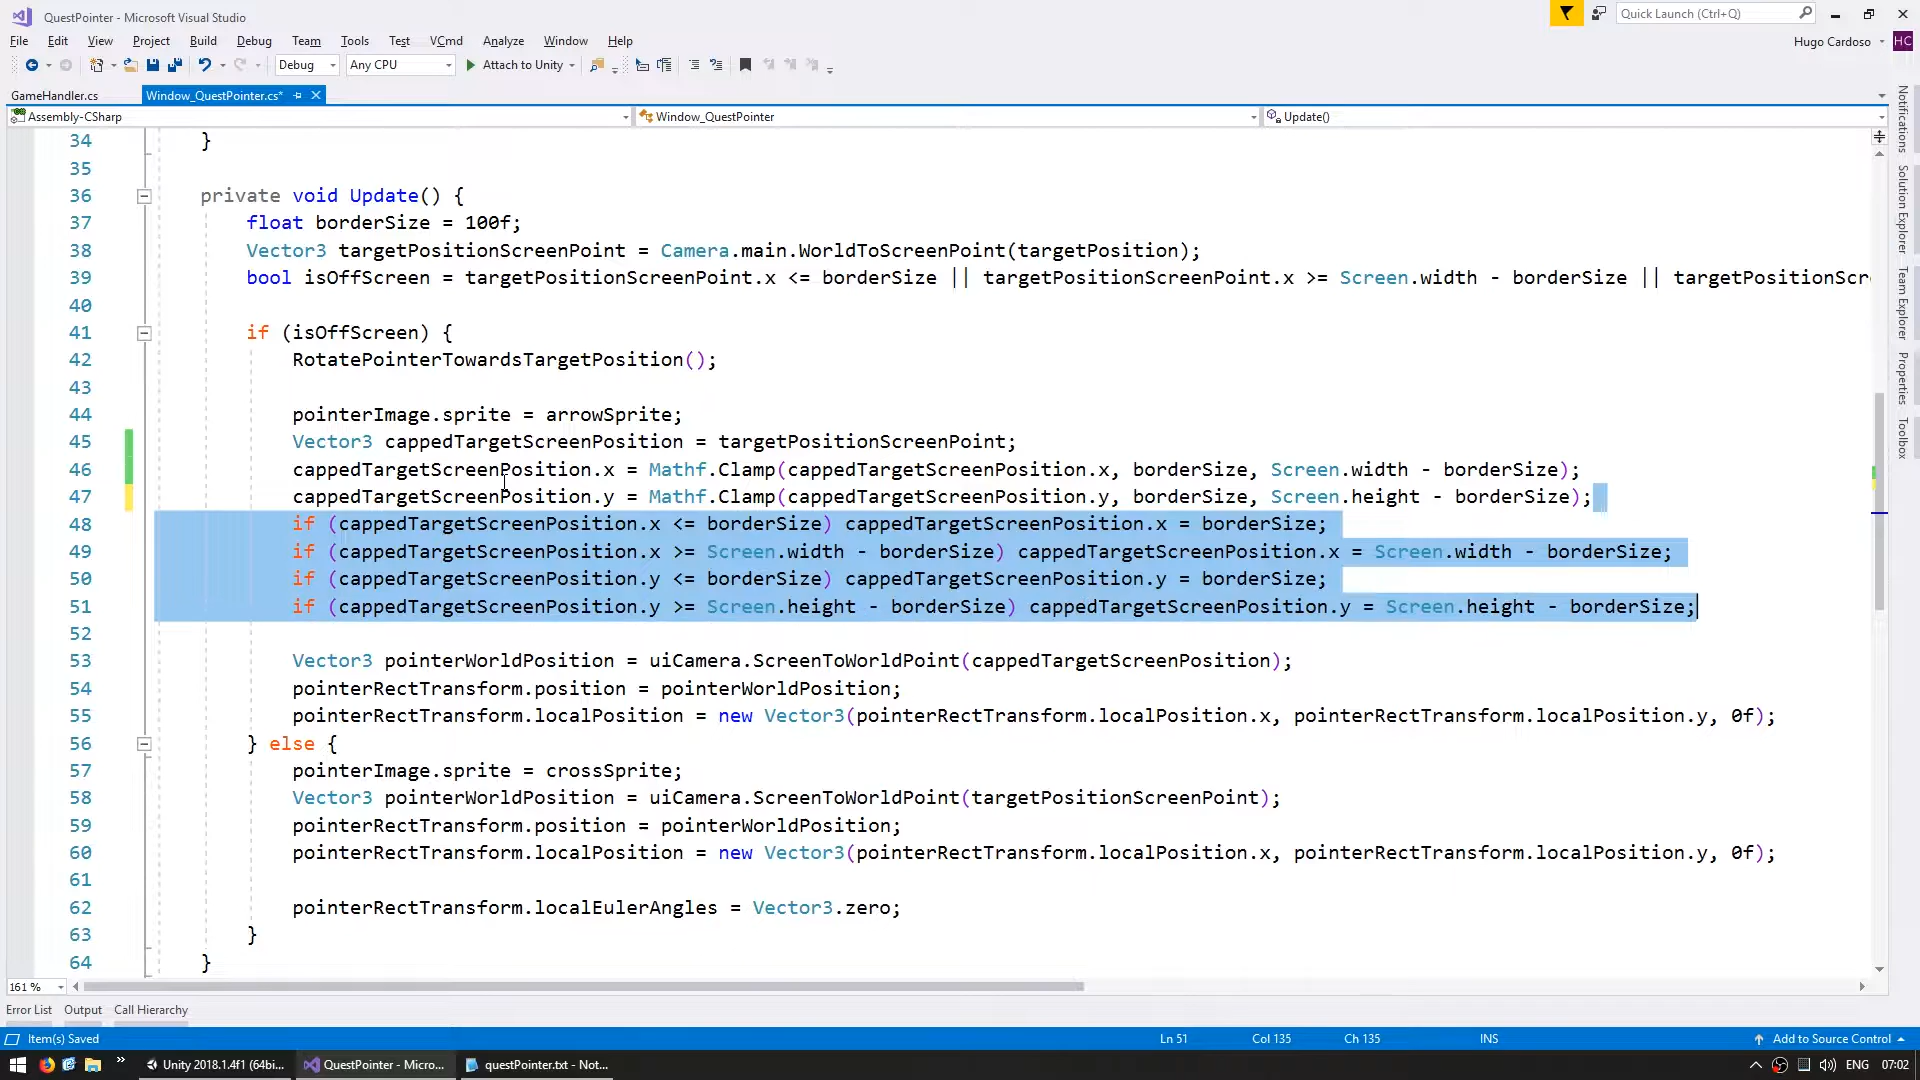 QuestPointer - Microsoft Visual Studio
Quick Launch (Ctrl+Q)
File Edit View Project Build Debug Team Tools Test VCmd Analyze Window Help
Hugo Cardoso HC
Debug Any CPU Attach to Unity
GameHandler.cs Window_QuestPointer.cs*
Assembly-CSharp Window_QuestPointer Update()
34 }
35
36 private void Update() {
37 float borderSize = 100f;
38 Vector3 targetPositionScreenPoint = Camera.main.WorldToScreenPoint(targetPosition);
39 bool isOffScreen = targetPositionScreenPoint.x <= borderSize || targetPositionScreenPoint.x >= Screen.width - borderSize || targetPositionScre
40
41 if (isOffScreen) {
42 RotatePointerTowardsTargetPosition();
43
44 pointerImage.sprite = arrowSprite;
45 Vector3 cappedTargetScreenPosition = targetPositionScreenPoint;
46 cappedTargetScreenPosition.x = Mathf.Clamp(cappedTargetScreenPosition.x, borderSize, Screen.width - borderSize);
47 cappedTargetScreenPosition.y = Mathf.Clamp(cappedTargetScreenPosition.y, borderSize, Screen.height - borderSize);
48 if (cappedTargetScreenPosition.x <= borderSize) cappedTargetScreenPosition.x = borderSize;
49 if (cappedTargetScreenPosition.x >= Screen.width - borderSize) cappedTargetScreenPosition.x = Screen.width - borderSize;
50 if (cappedTargetScreenPosition.y <= borderSize) cappedTargetScreenPosition.y = borderSize;
51 if (cappedTargetScreenPosition.y >= Screen.height - borderSize) cappedTargetScreenPosition.y = Screen.height - borderSize;
52
53 Vector3 pointerWorldPosition = uiCamera.ScreenToWorldPoint(cappedTargetScreenPosition);
54 pointerRectTransform.position = pointerWorldPosition;
55 pointerRectTransform.localPosition = new Vector3(pointerRectTransform.localPosition.x, pointerRectTransform.localPosition.y, 0f);
56 } else {
57 pointerImage.sprite = crossSprite;
58 Vector3 pointerWorldPosition = uiCamera.ScreenToWorldPoint(targetPositionScreenPoint);
59 pointerRectTransform.position = pointerWorldPosition;
60 pointerRectTransform.localPosition = new Vector3(pointerRectTransform.localPosition.x, pointerRectTransform.localPosition.y, 0f);
61
62 pointerRectTransform.localEulerAngles = Vector3.zero;
63 }
64 }
Notifications
Solution Explorer
Team Explorer
Properties
Toolbox
161 %
Error List Output Call Hierarchy
Item(s) Saved Ln 51 Col 135 Ch 135 INS Add to Source Control
Unity 2018.1.4f1 (64bi... QuestPointer - Micro... questPointer.txt - Not... ENG 07:02